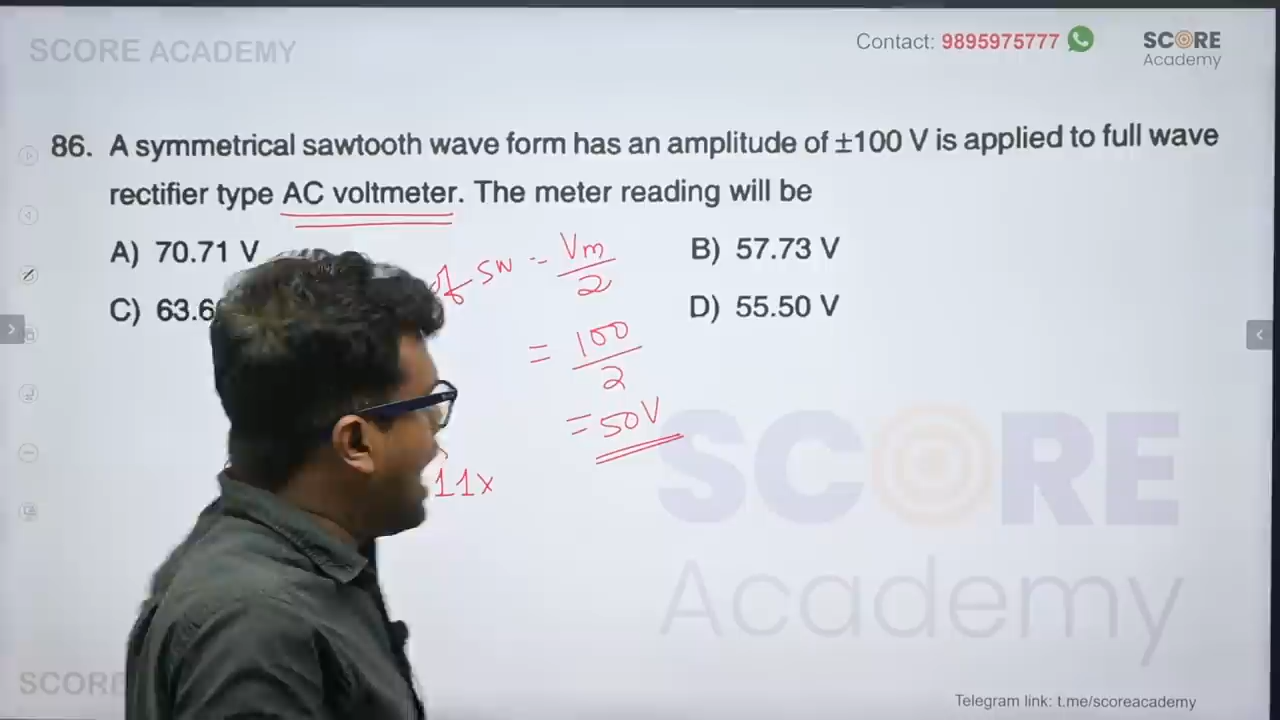 SCORE ACADEMY
Contact: 9895975777
SCORE
Academy
86. A symmetrical sawtooth wave form has an amplitude of ±100 V is applied to full wave
rectifier type AC voltmeter. The meter reading will be
A) 70.71 V
B) 57.73 V
C) 63.6
D) 55.50 V
of SW = Vm/2
= 100/2
= 50V
11x
SCORE
Academy
SCORE
Telegram link: t.me/scoreacademy